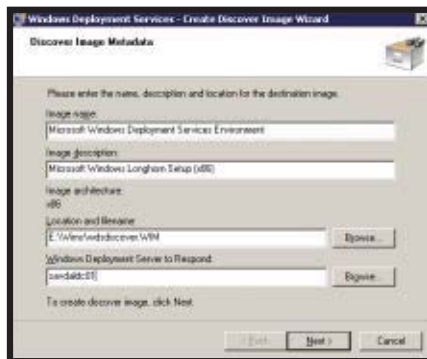 Windows Deployment Services - Create Discover Image Wizard
Discover Image Metadata
Please enter the name, description and location for the destination image.
Image name:
Microsoft Windows Deployment Services Environment
Image description:
Microsoft Windows Longhorn Setup (x86)
Image architecture:
x86
Location and filename:
Browse...
Windows Deployment Server to Respond:
Browse...
To create discover image, click Next.
< Back Next > Cancel